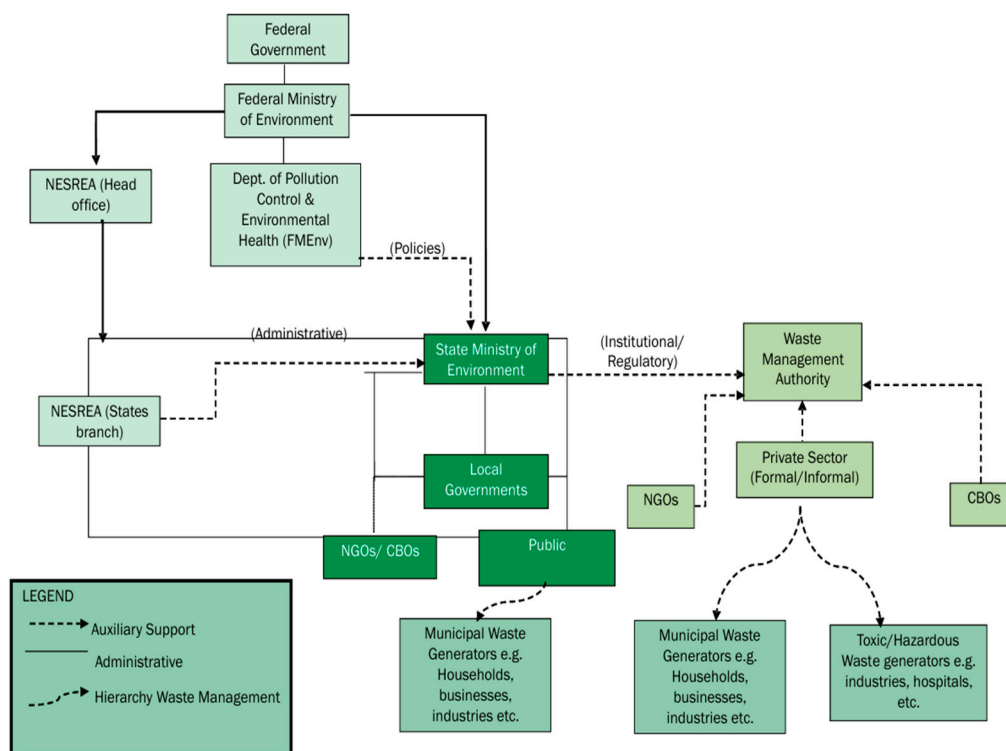 Federal
Government
Federal Ministry
of Environment
NESREA (Head
office)
Dept. of Pollution
Control &
Environmental
Health (FMEnv)
(Policies)
(Administrative)
State Ministry of
Environment
(Institutional/
Regulatory)
Waste
Management
Authority
NESREA (States
branch)
Local
Governments
Private Sector
(Formal/Informal)
NGOs
CBOs
NGOs/ CBOs
Public
LEGEND
Auxiliary Support
Administrative
Hierarchy Waste Management
Municipal Waste
Generators e.g.
Households,
businesses,
industries etc.
Municipal Waste
Generators e.g.
Households,
businesses,
industries etc.
Toxic/Hazardous
Waste generators e.g.
industries, hospitals,
etc.